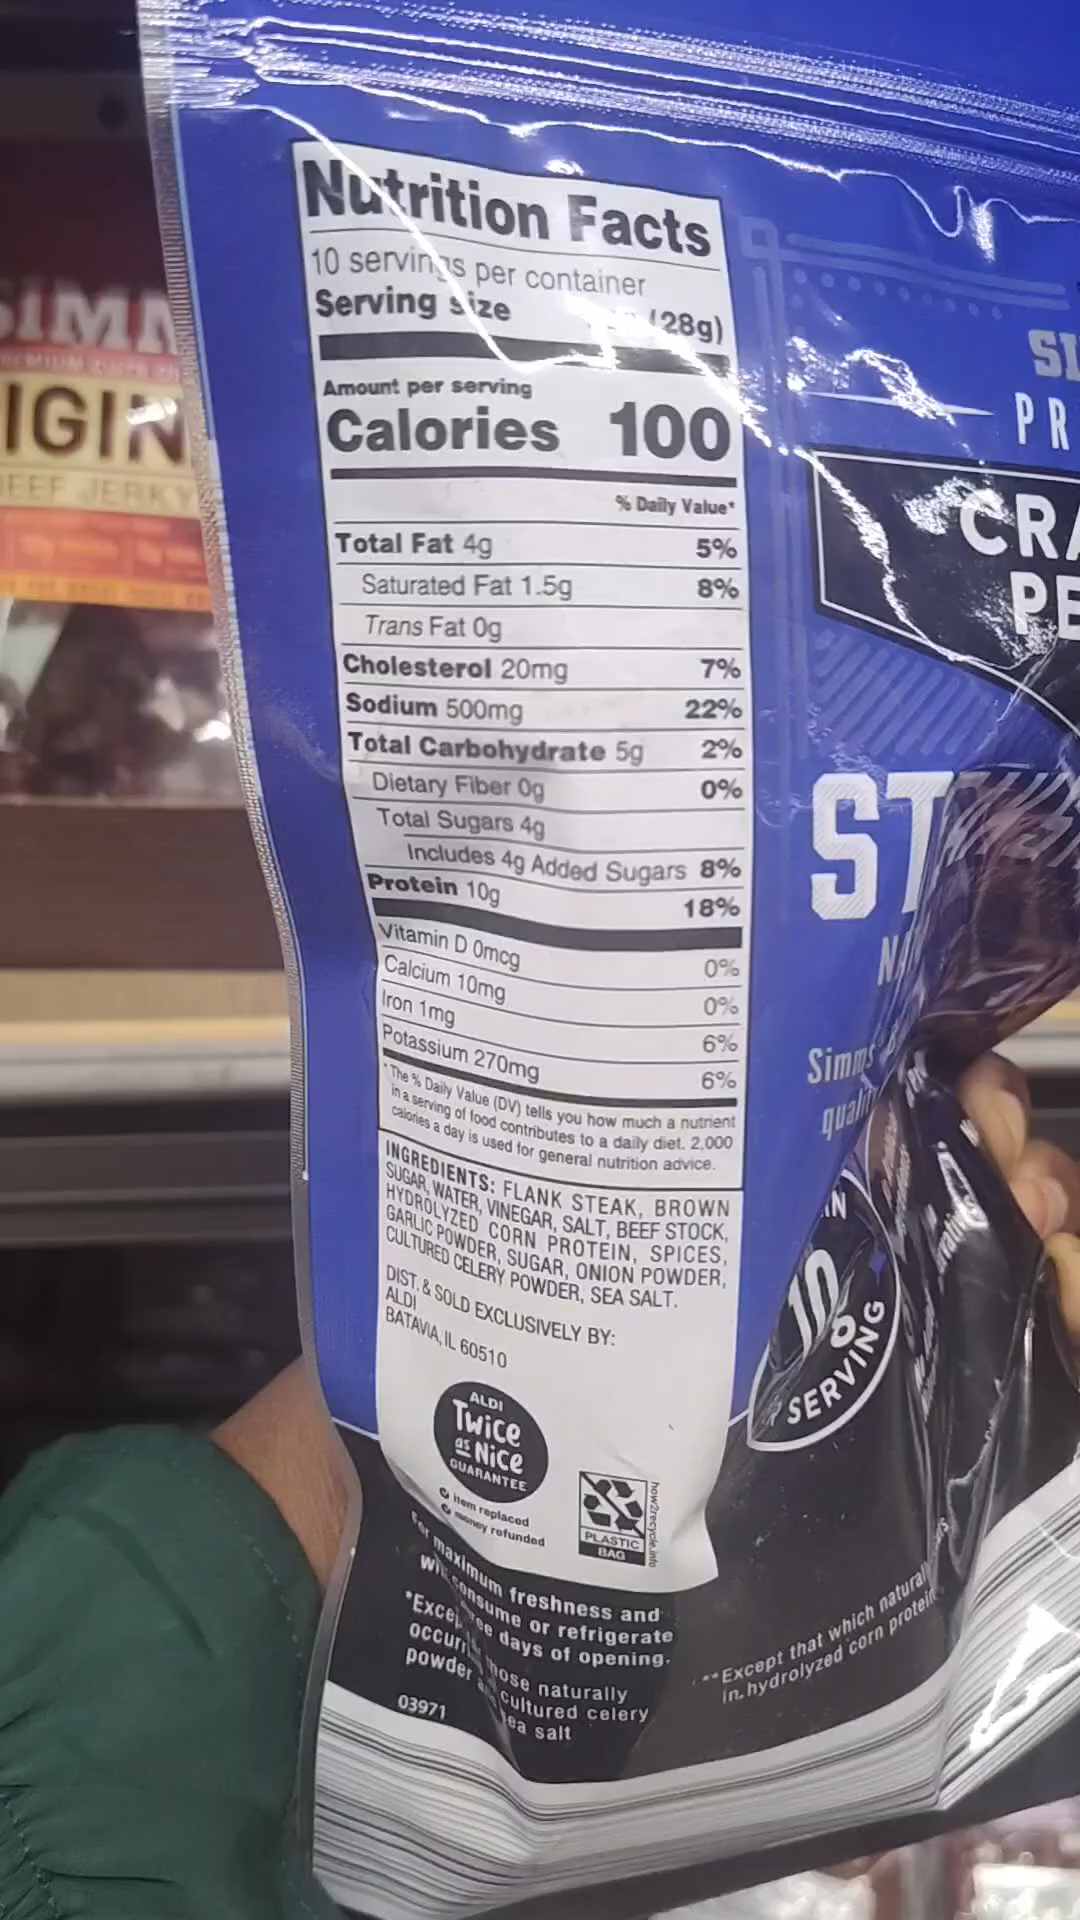 Nutrition Facts
10 servings per container
Serving size (28g)
Amount per serving
Calories 100
% Daily Value*
Total Fat 4g 5%
Saturated Fat 1.5g 8%
Trans Fat 0g
Cholesterol 20mg 7%
Sodium 500mg 22%
Total Carbohydrate 5g 2%
Dietary Fiber 0g 0%
Total Sugars 4g
Includes 4g Added Sugars 8%
Protein 10g 18%
Vitamin D 0mcg 0%
Calcium 10mg 0%
Iron 1mg 6%
Potassium 270mg 6%
*The % Daily Value (DV) tells you how much a nutrient
in a serving of food contributes to a daily diet. 2,000
calories a day is used for general nutrition advice.
INGREDIENTS: FLANK STEAK, BROWN
SUGAR, WATER, VINEGAR, SALT, BEEF STOCK,
HYDROLYZED CORN PROTEIN, SPICES,
GARLIC POWDER, SUGAR, ONION POWDER,
CULTURED CELERY POWDER, SEA SALT.
DIST. & SOLD EXCLUSIVELY BY:
ALDI
BATAVIA, IL 60510
ALDI
Twice
as Nice
GUARANTEE
item replaced
money refunded
PLASTIC
BAG
how2recycle.info
For maximum freshness and
consume or refrigerate
days of opening.
those naturally
powder cultured celery
sea salt
03971
**Except that which natural
in hydrolyzed corn protein
SIMM
IGIN
BEEF JERKY
SI
PR
CRA
PE
ST
Simms
10g
SERVING